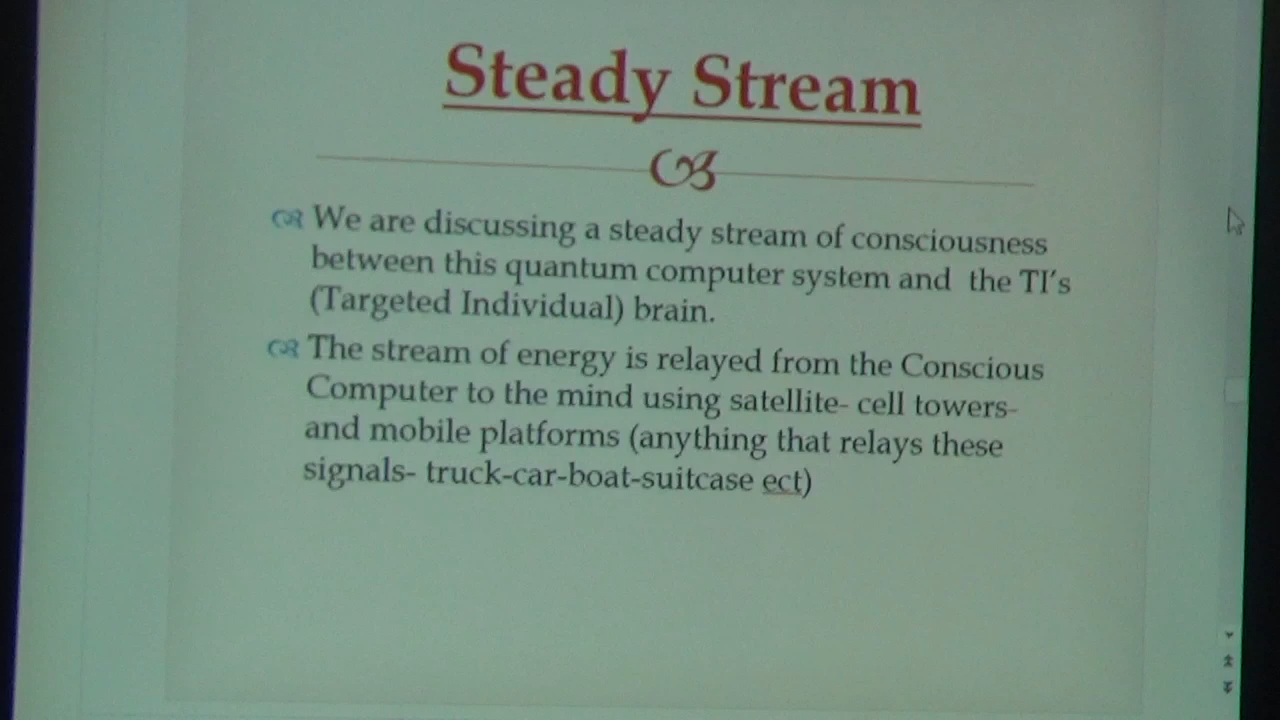 Steady Stream
We are discussing a steady stream of consciousness
between this quantum computer system and the TI's
(Targeted Individual) brain.
The stream of energy is relayed from the Conscious
Computer to the mind using satellite- cell towers-
and mobile platforms (anything that relays these
signals- truck-car-boat-suitcase ect)